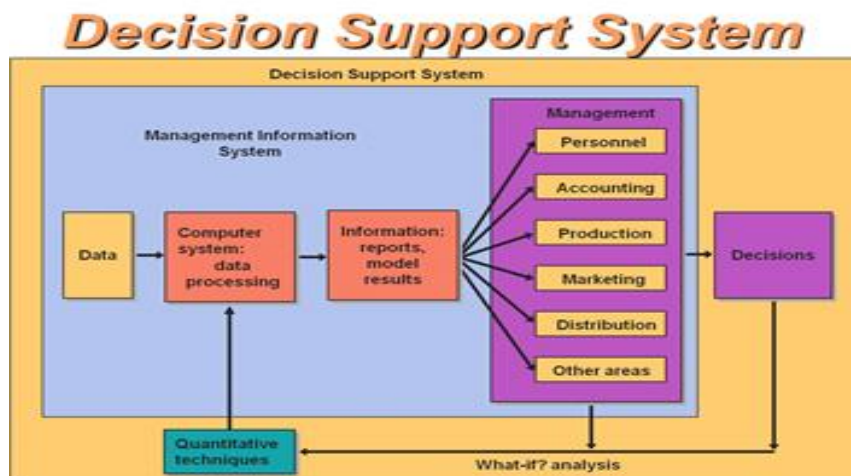 Decision Support System
Decision Support System
Management Information
System
Data
Computer
system:
data
processing
Information:
reports,
model
results
Management
Personnel
Accounting
Production
Marketing
Distribution
Other areas
Decisions
Quantitative
techniques
What-if? analysis